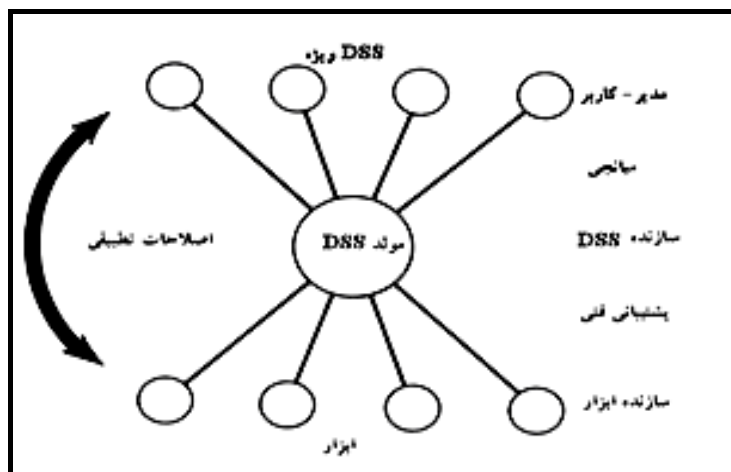 DSS ویژه
مدیر - کاربر
میانجی
اصلاحات تطبیقی
مولد DSS
سازنده DSS
پشتیبانی فنی
سازنده ابزار
ابزار